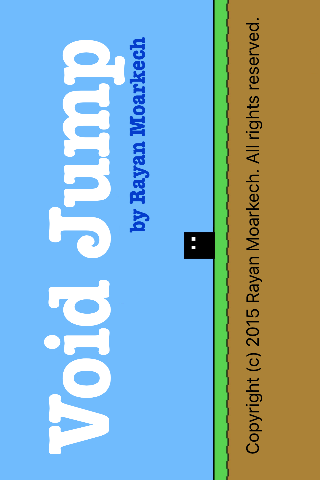 Void Jump
by Rayan Moarkech
Copyright (c) 2015 Rayan Moarkech. All rights reserved.